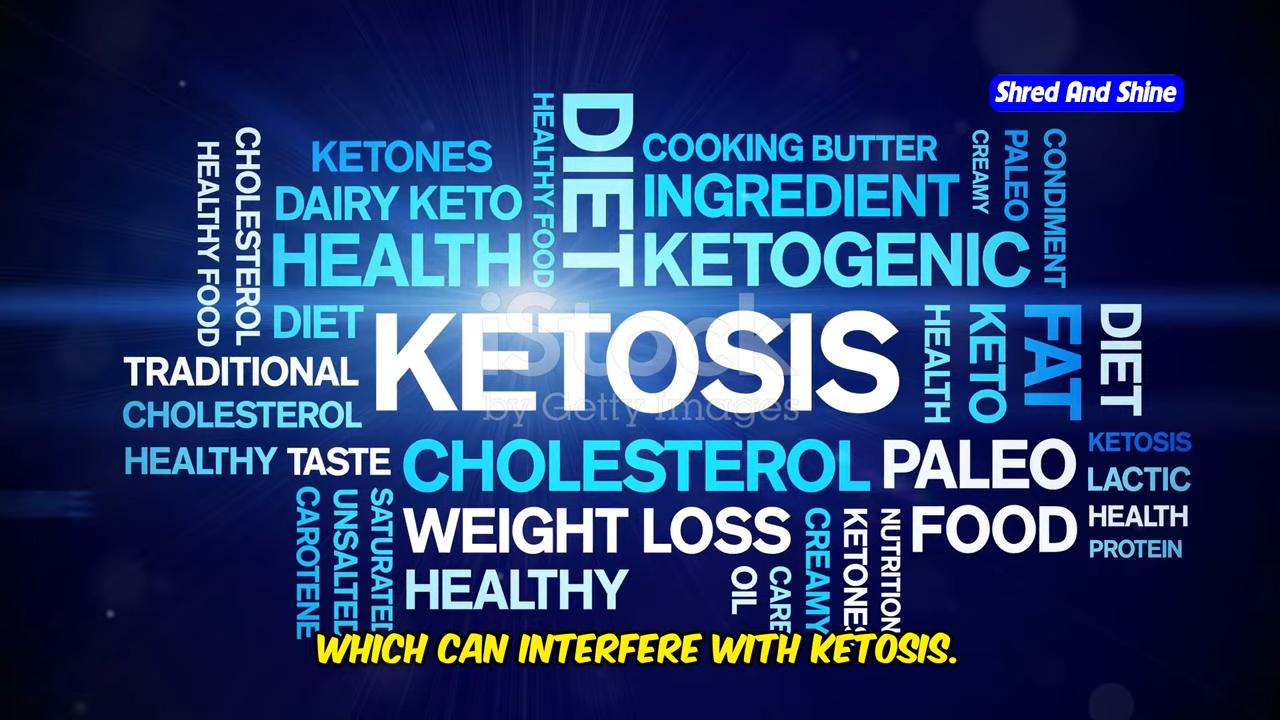 Shred And Shine
HEALTHY FOOD
CHOLESTEROL
KETONES
DAIRY KETO
HEALTH
DIET
HEALTHY FOOD
DIET
COOKING BUTTER
INGREDIENT
KETOGENIC
CREAMY
PALEO
CONDIMENT
TRADITIONAL
CHOLESTEROL
HEALTHY
TASTE
KETOSIS
iStock
by Getty Images
HEALTH
KETO
FAT
DIET
CHOLESTEROL
PALEO
KETOSIS
LACTIC
HEALTH
PROTEIN
CAROTENE
UNSALTED
SATURATED
WEIGHT LOSS
HEALTHY
OIL
CARE
CREAMY
KETONES
NUTRITION
FOOD
WHICH CAN INTERFERE WITH KETOSIS.